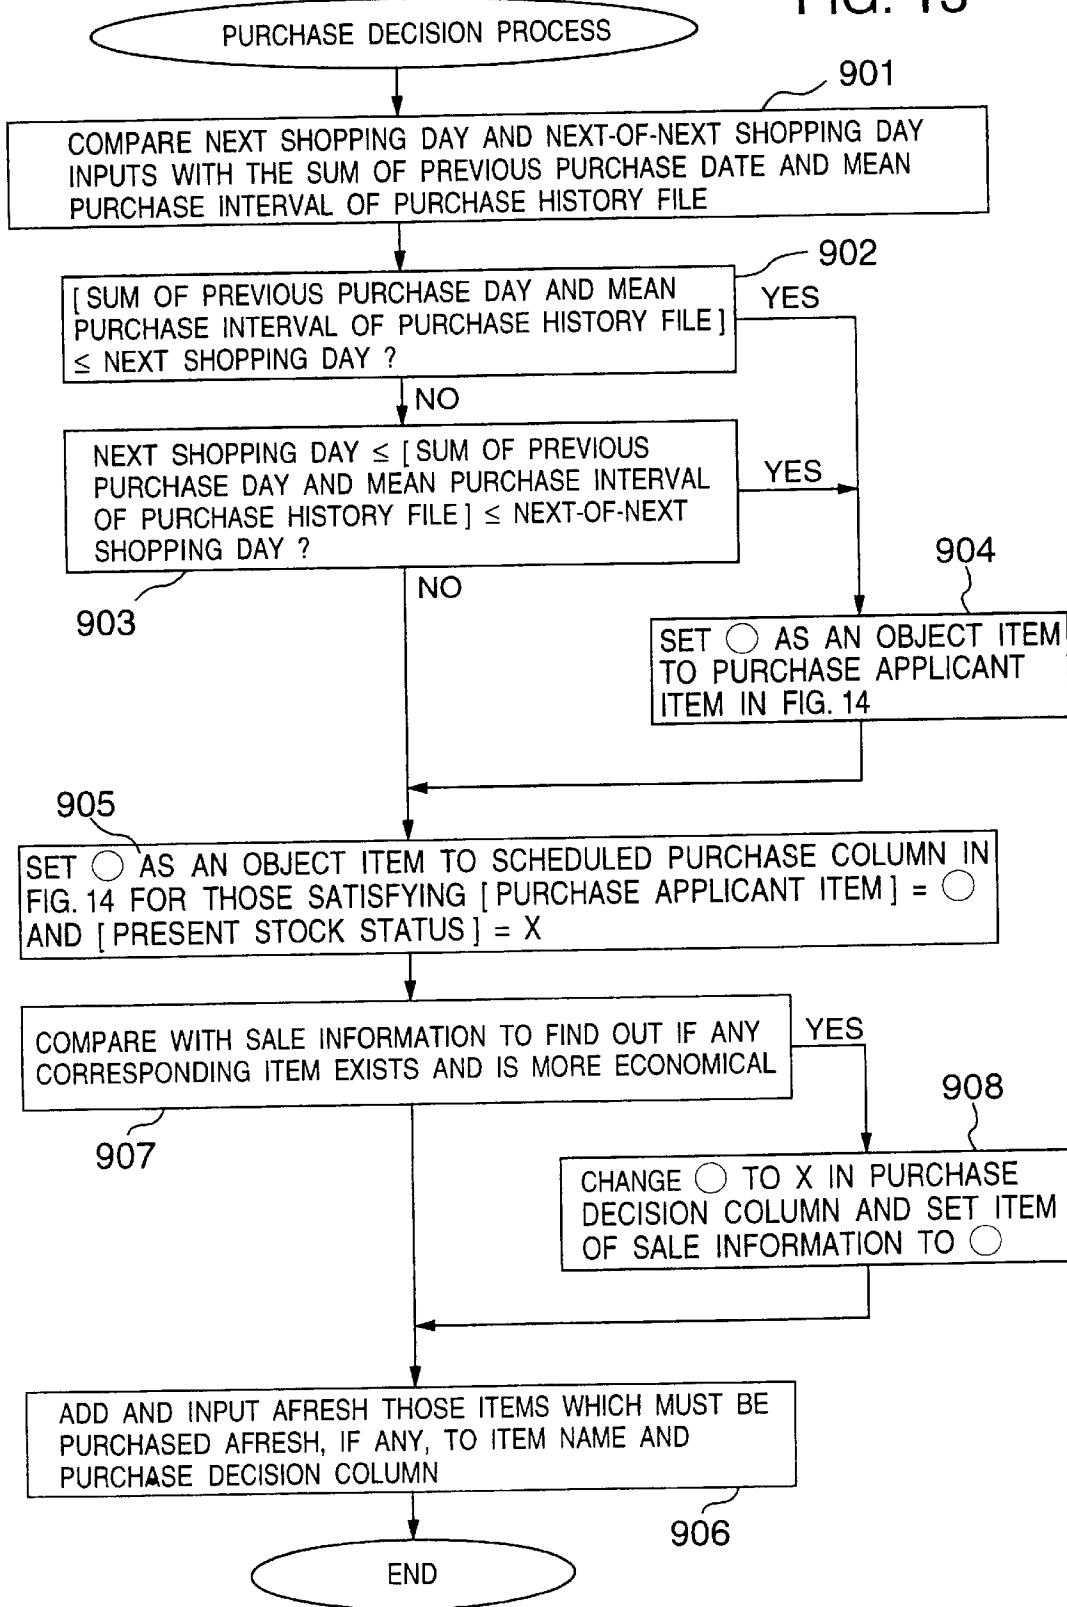 FIG. 13
PURCHASE DECISION PROCESS
901
COMPARE NEXT SHOPPING DAY AND NEXT-OF-NEXT SHOPPING DAY
INPUTS WITH THE SUM OF PREVIOUS PURCHASE DATE AND MEAN
PURCHASE INTERVAL OF PURCHASE HISTORY FILE
902
[SUM OF PREVIOUS PURCHASE DAY AND MEAN
PURCHASE INTERVAL OF PURCHASE HISTORY FILE]
≤ NEXT SHOPPING DAY ?
YES
NO
NEXT SHOPPING DAY ≤ [SUM OF PREVIOUS
PURCHASE DAY AND MEAN PURCHASE INTERVAL
OF PURCHASE HISTORY FILE] ≤ NEXT-OF-NEXT
SHOPPING DAY ?
YES
903
NO
904
SET ○ AS AN OBJECT ITEM
TO PURCHASE APPLICANT
ITEM IN FIG. 14
905
SET ○ AS AN OBJECT ITEM TO SCHEDULED PURCHASE COLUMN IN
FIG. 14 FOR THOSE SATISFYING [PURCHASE APPLICANT ITEM] = ○
AND [PRESENT STOCK STATUS] = X
COMPARE WITH SALE INFORMATION TO FIND OUT IF ANY
CORRESPONDING ITEM EXISTS AND IS MORE ECONOMICAL
YES
907
908
CHANGE ○ TO X IN PURCHASE
DECISION COLUMN AND SET ITEM
OF SALE INFORMATION TO ○
ADD AND INPUT AFRESH THOSE ITEMS WHICH MUST BE
PURCHASED AFRESH, IF ANY, TO ITEM NAME AND
PURCHASE DECISION COLUMN
906
END